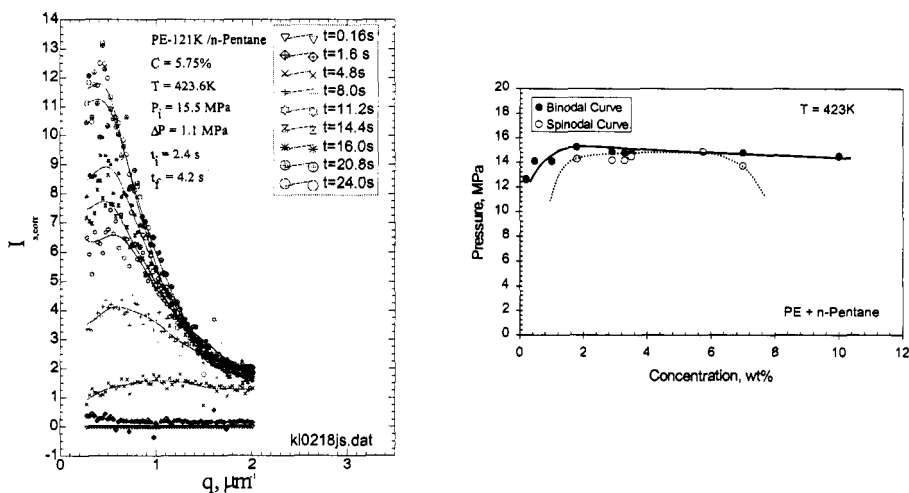 14
13
12
11
10
9
8
7
6
5
4
3
2
1
0
-1
0
1
2
3
PE-121K /n-Pentane
C = 5.75%
T = 423.6K
Pi = 15.5 MPa
ΔP = 1.1 MPa
ti = 2.4 s
tf = 4.2 s
t=0.16s
t=1.6 s
t=4.8s
t=8.0s
t=11.2s
t=14.4s
t=16.0s
t=20.8s
t=24.0s
kl0218js.dat
I s,corr
q, μm⁻¹
20
18
16
14
12
10
8
6
4
2
0
0
2
4
6
8
10
12
Binodal Curve
Spinodal Curve
T = 423K
PE + n-Pentane
Pressure, MPa
Concentration, wt%